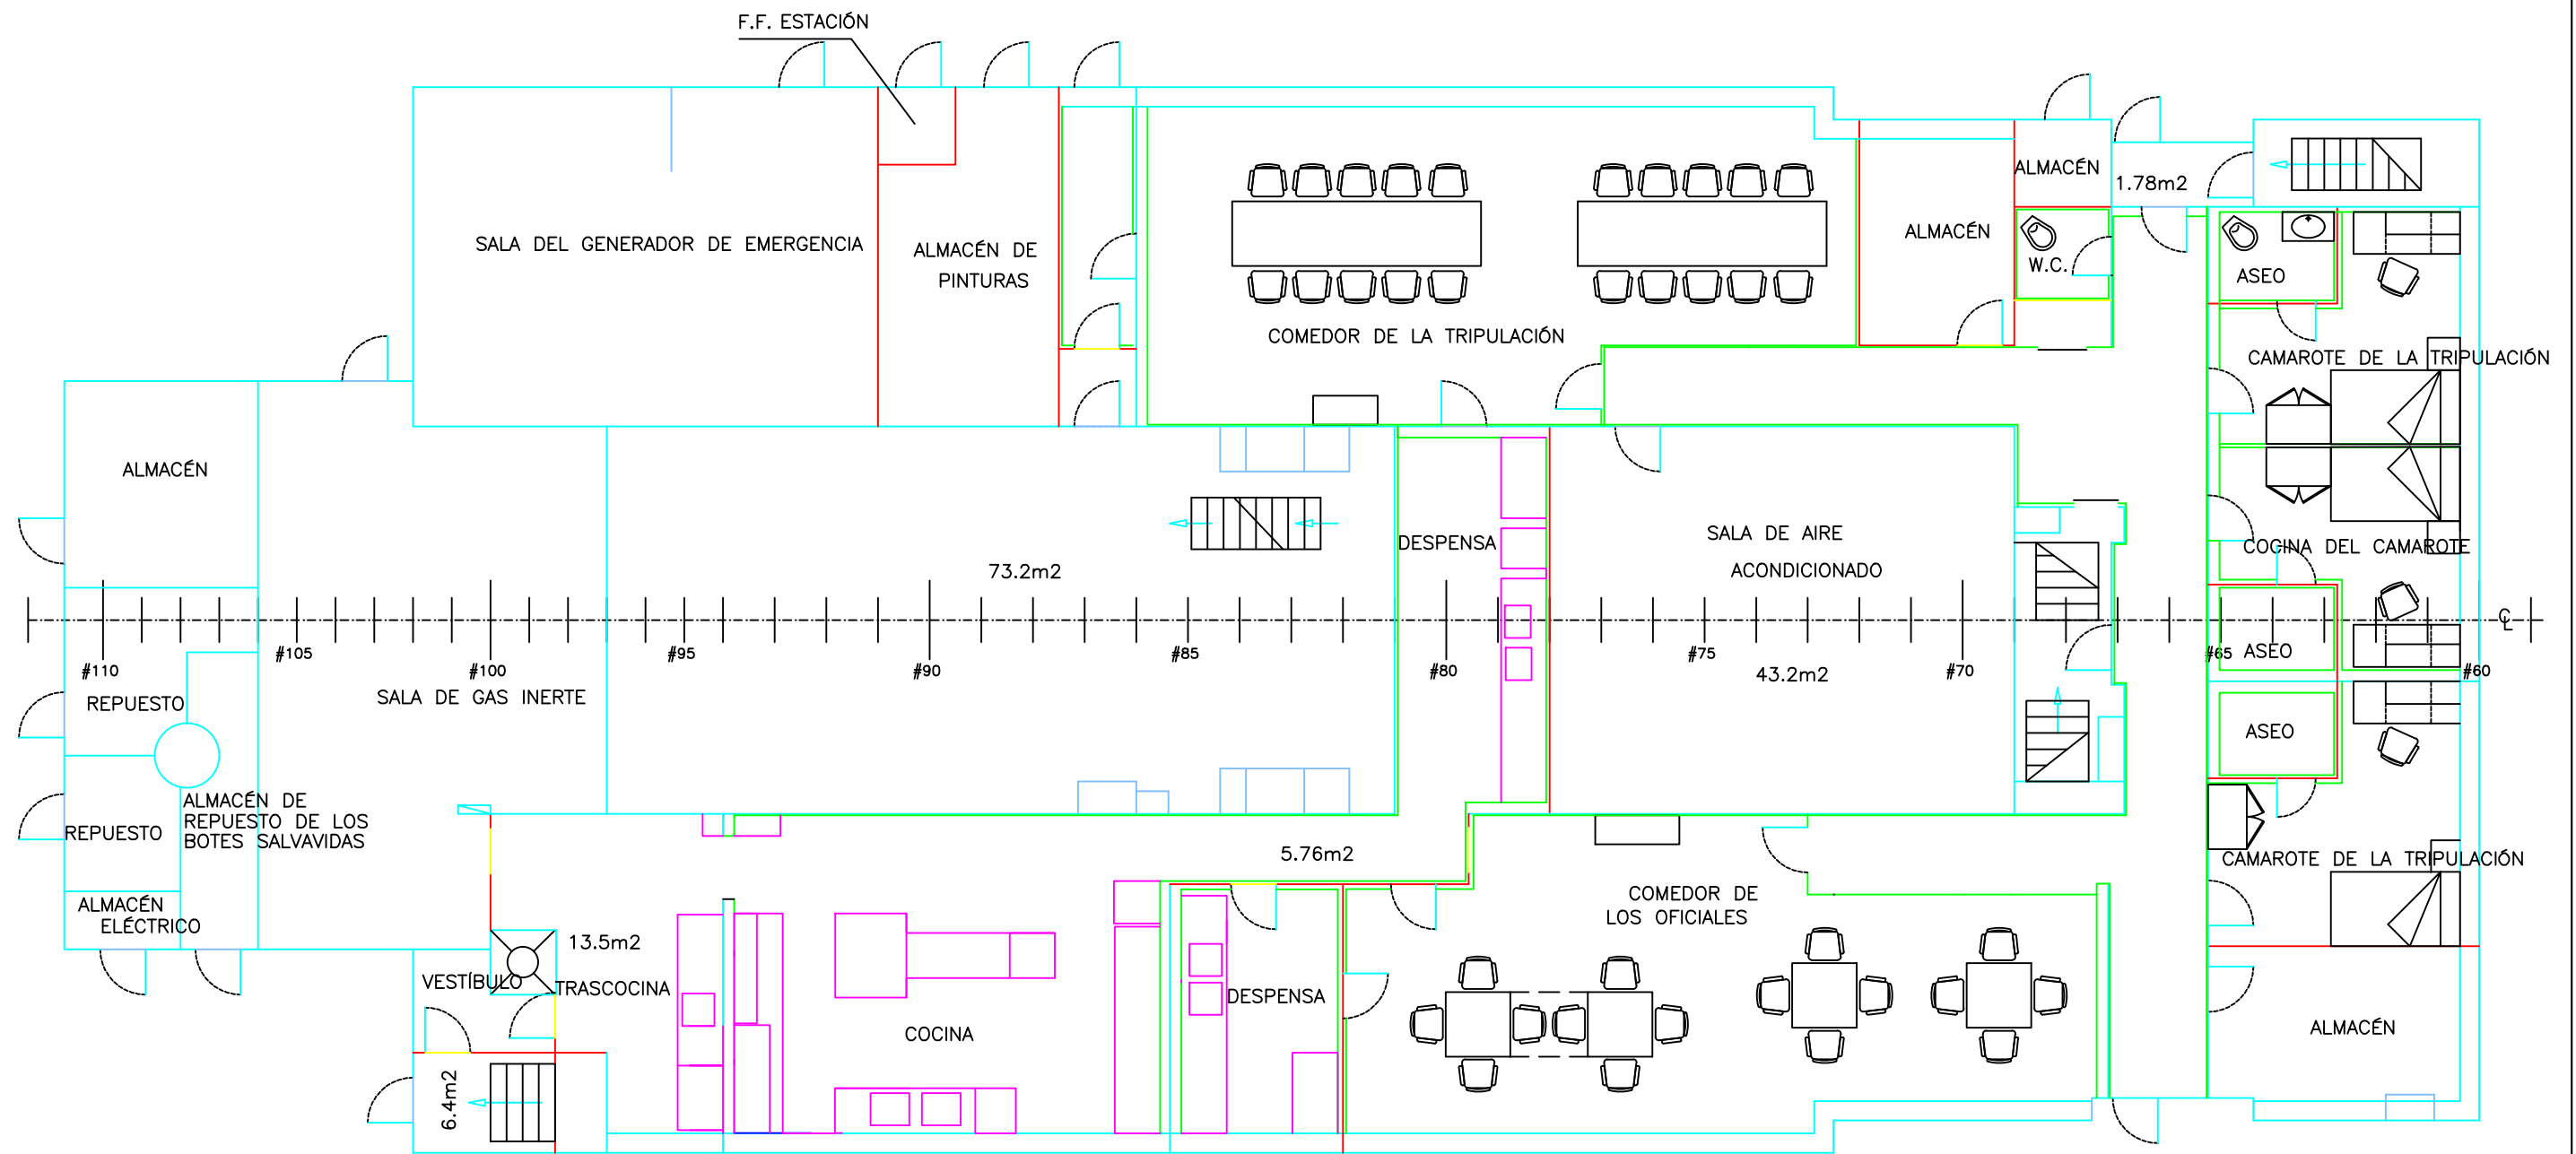 F.F. ESTACIÓN
ALMACÉN
1.78m2
SALA DEL GENERADOR DE EMERGENCIA
ALMACÉN DE
PINTURAS
ALMACÉN
W.C.
ASEO
COMEDOR DE LA TRIPULACIÓN
CAMAROTE DE LA TRIPULACIÓN
ALMACÉN
DESPENSA
SALA DE AIRE
ACONDICIONADO
COCINA DEL CAMAROTE
73.2m2
℄
#110
#105
#100
#95
#90
#85
#80
#75
#70
#65
#60
ASEO
43.2m2
REPUESTO
SALA DE GAS INERTE
ASEO
ALMACÉN DE
REPUESTO DE LOS
BOTES SALVAVIDAS
REPUESTO
5.76m2
CAMAROTE DE LA TRIPULACIÓN
ALMACÉN
ELÉCTRICO
COMEDOR DE
LOS OFICIALES
13.5m2
VESTÍBULO
TRASCOCINA
DESPENSA
COCINA
ALMACÉN
6.4m2